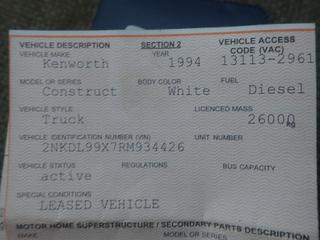 VEHICLE DESCRIPTION SECTION 2 VEHICLE ACCESS
VEHICLE MAKE YEAR CODE (VAC)
Kenworth 1994 13113-2961
MODEL OR SERIES BODY COLOR FUEL
Construct White Diesel
VEHICLE STYLE LICENCED MASS
Truck 26000 kg
VEHICLE IDENTIFICATION NUMBER (VIN) UNIT NUMBER
2NKDL99X7RM934426
VEHICLE STATUS REGULATIONS BUS CAPACITY
active
SPECIAL CONDITIONS
LEASED VEHICLE
MOTOR HOME SUPERSTRUCTURE / SECONDARY PARTS DESCRIPTION
MAKE MODEL OR SERIES